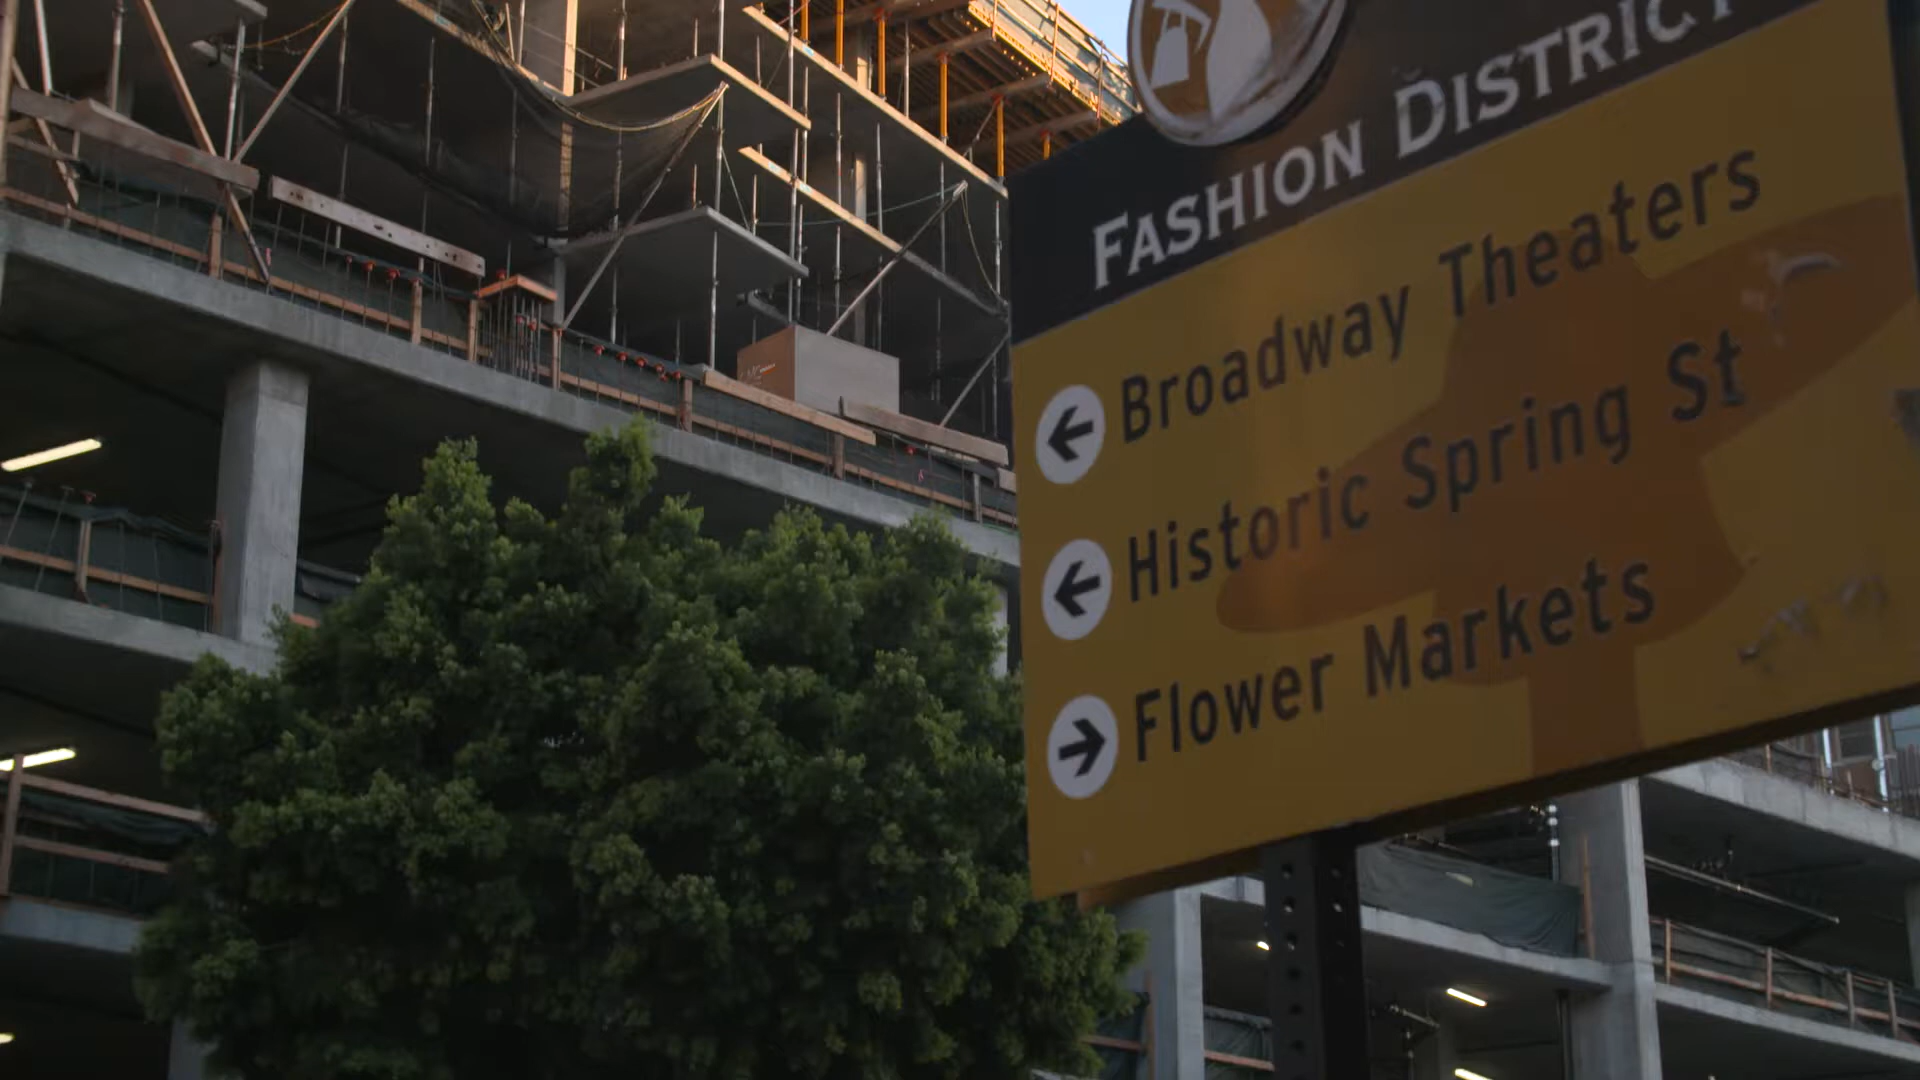 FASHION DISTRICT
Broadway Theaters
Historic Spring St
Flower Markets